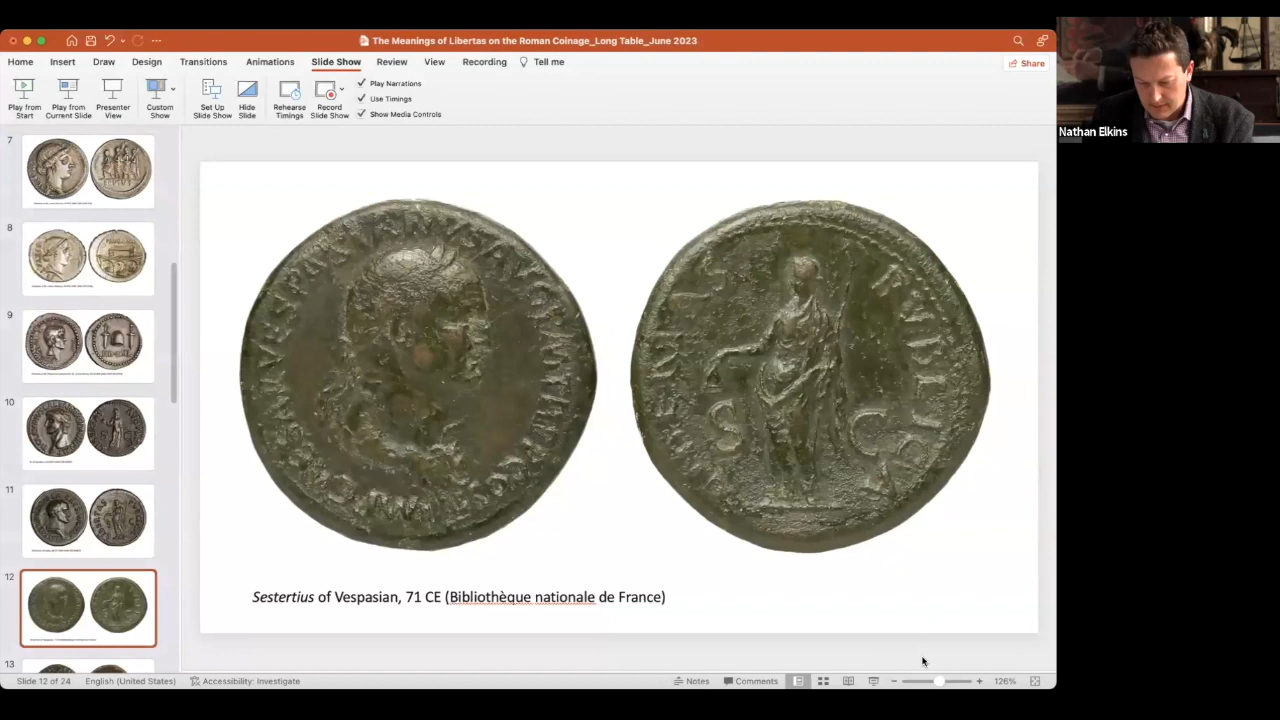 The Meanings of Libertas on the Roman Coinage_Long Table_June 2023
Home Insert Draw Design Transitions Animations Slide Show Review View Recording Tell me
Share
Play from Start
Play from Current Slide
Presenter View
Custom Show
Set Up Slide Show
Hide Slide
Rehearse Timings
Record Slide Show
Play Narrations
Use Timings
Show Media Controls
Nathan Elkins
7
8
9
10
11
12
13
S C
Sestertius of Vespasian, 71 CE (Bibliothèque nationale de France)
Slide 12 of 24 English (United States) Accessibility: Investigate Notes Comments 126%